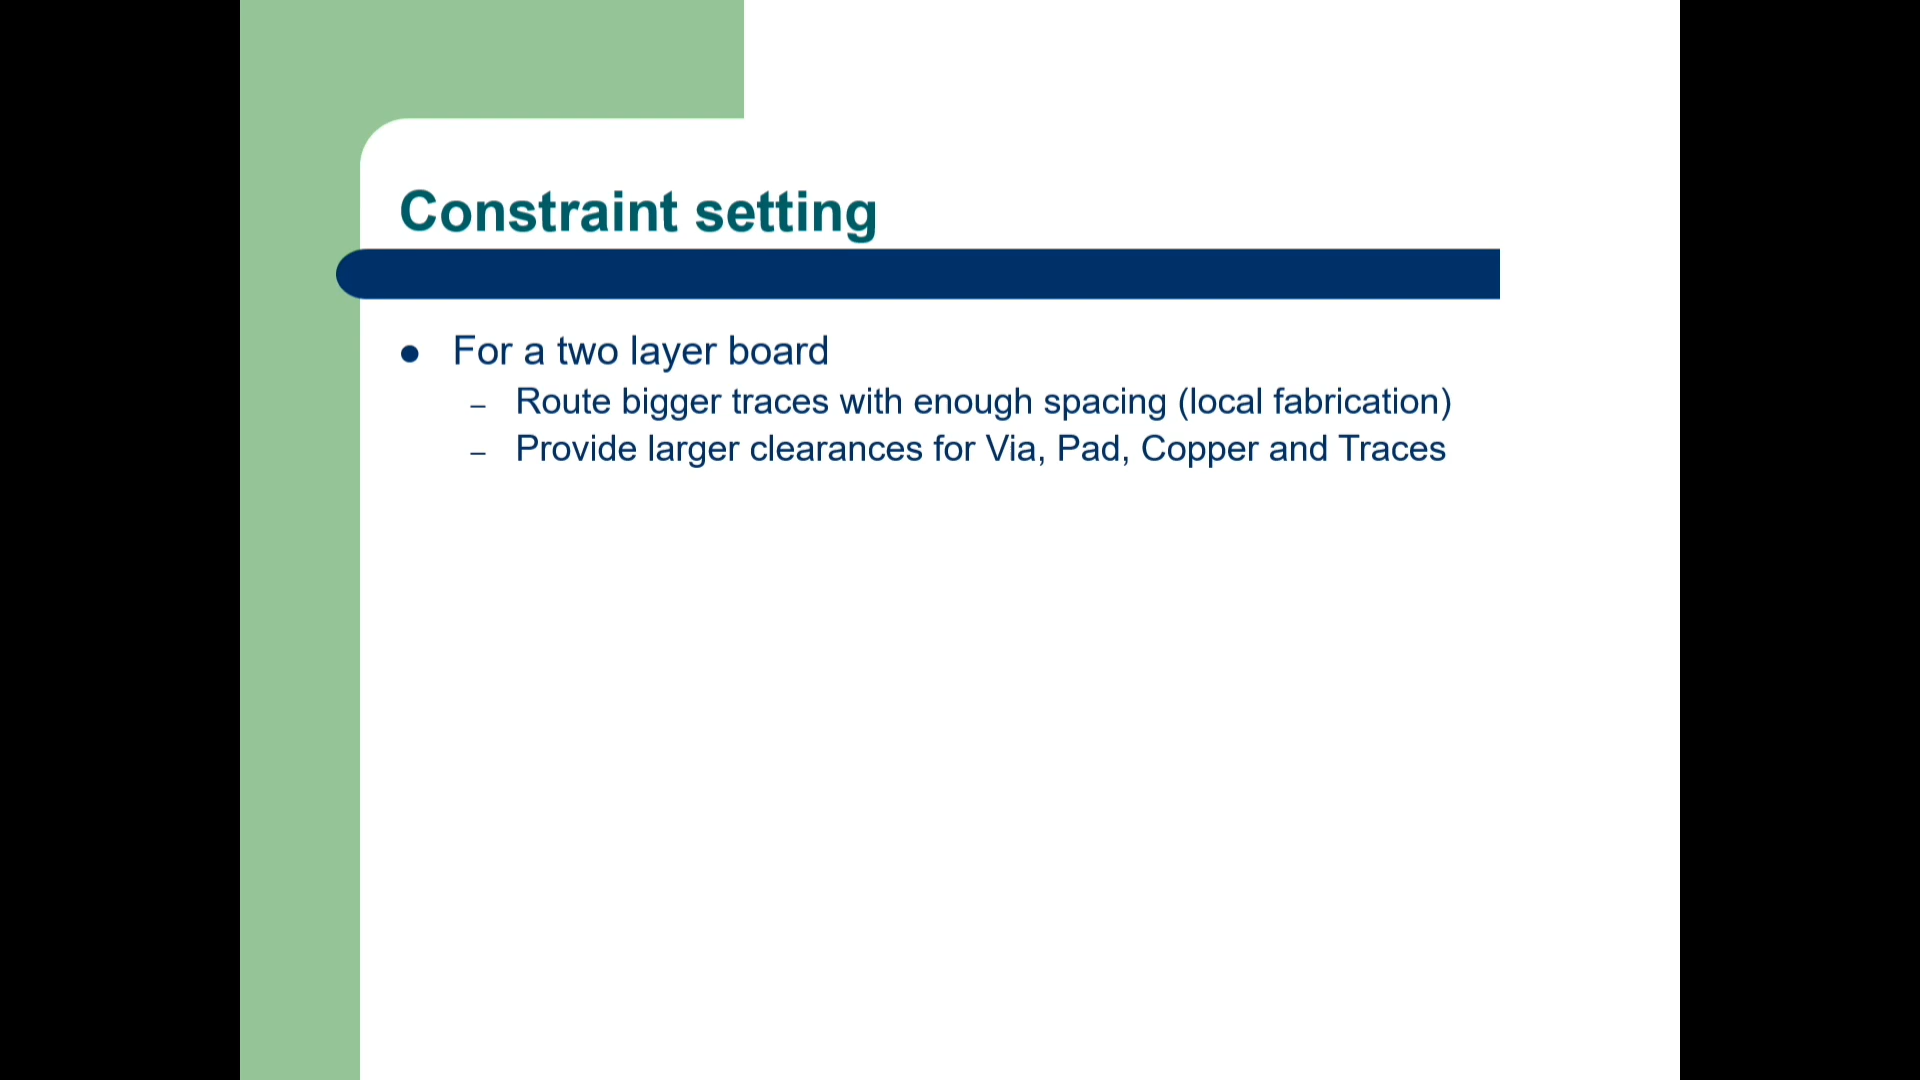 Constraint setting
● For a two layer board
– Route bigger traces with enough spacing (local fabrication)
– Provide larger clearances for Via, Pad, Copper and Traces